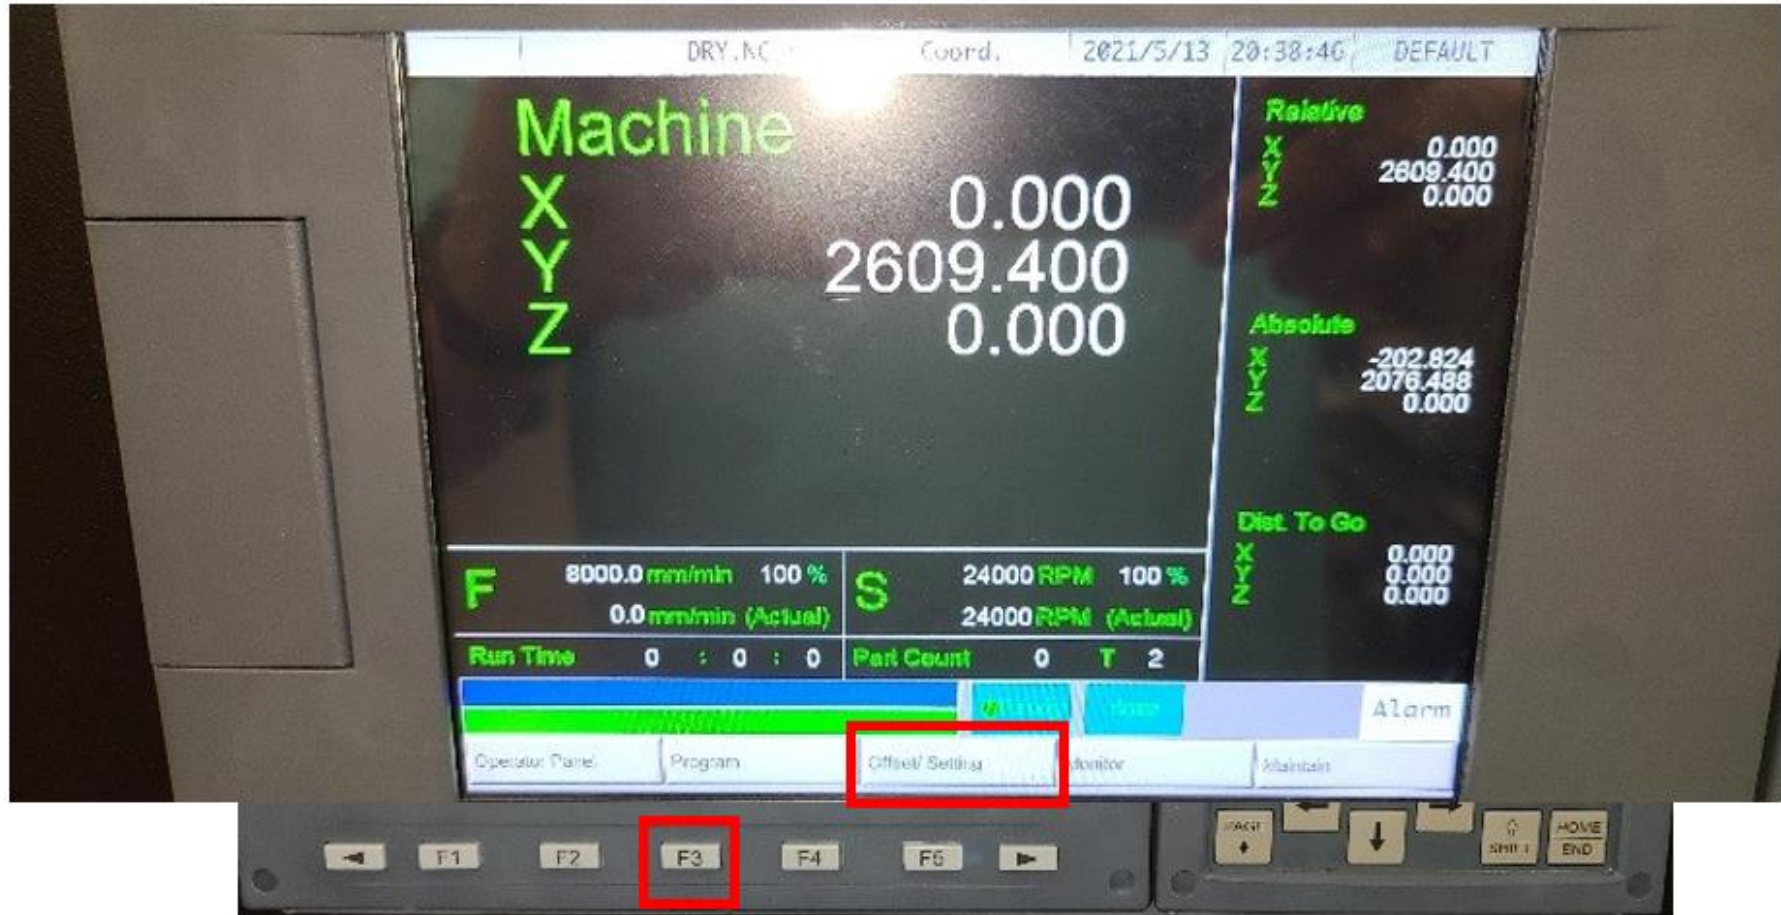 DRY.NC Coord. 2021/5/13 20:38:46 DEFAULT
Machine
X 0.000
Y 2609.400
Z 0.000
Relative
X 0.000
Y 2609.400
Z 0.000
Absolute
X -202.824
Y 2076.488
Z 0.000
Dist. To Go
X 0.000
Y 0.000
Z 0.000
F 8000.0 mm/min 100 %
0.0 mm/min (Actual)
S 24000 RPM 100 %
24000 RPM (Actual)
Run Time 0 : 0 : 0 Part Count 0 T 2
Alarm
Operator Panel Program Offset/ Setting Monitor Maintain
F1 F2 F3 F4 F5
PAGE
SHIFT
HOME
END